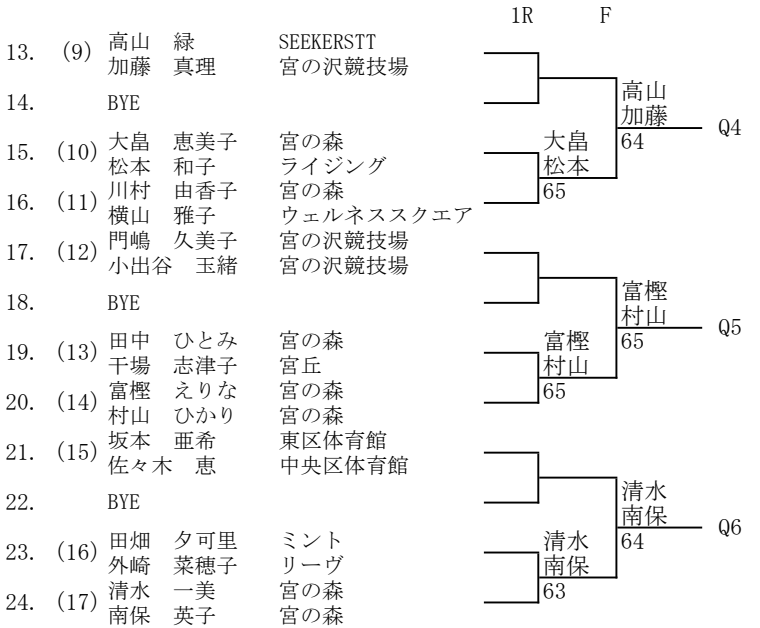 1R F
13. (9) 高山 緑 SEEKERSTT
加藤 真理 宮の沢競技場
14. BYE
高山
加藤
64
Q4
15. (10) 大畠 恵美子 宮の森
松本 和子 ライジング
大畠
松本
65
16. (11) 川村 由香子 宮の森
横山 雅子 ウェルネススクエア
17. (12) 門嶋 久美子 宮の沢競技場
小出谷 玉緒 宮の沢競技場
18. BYE
富樫
村山
65
Q5
19. (13) 田中 ひとみ 宮の森
干場 志津子 宮丘
富樫
村山
65
20. (14) 富樫 えりな 宮の森
村山 ひかり 宮の森
21. (15) 坂本 亜希 東区体育館
佐々木 恵 中央区体育館
22. BYE
清水
南保
64
Q6
23. (16) 田畑 夕可里 ミント
外崎 菜穂子 リーヴ
清水
南保
63
24. (17) 清水 一美 宮の森
南保 英子 宮の森